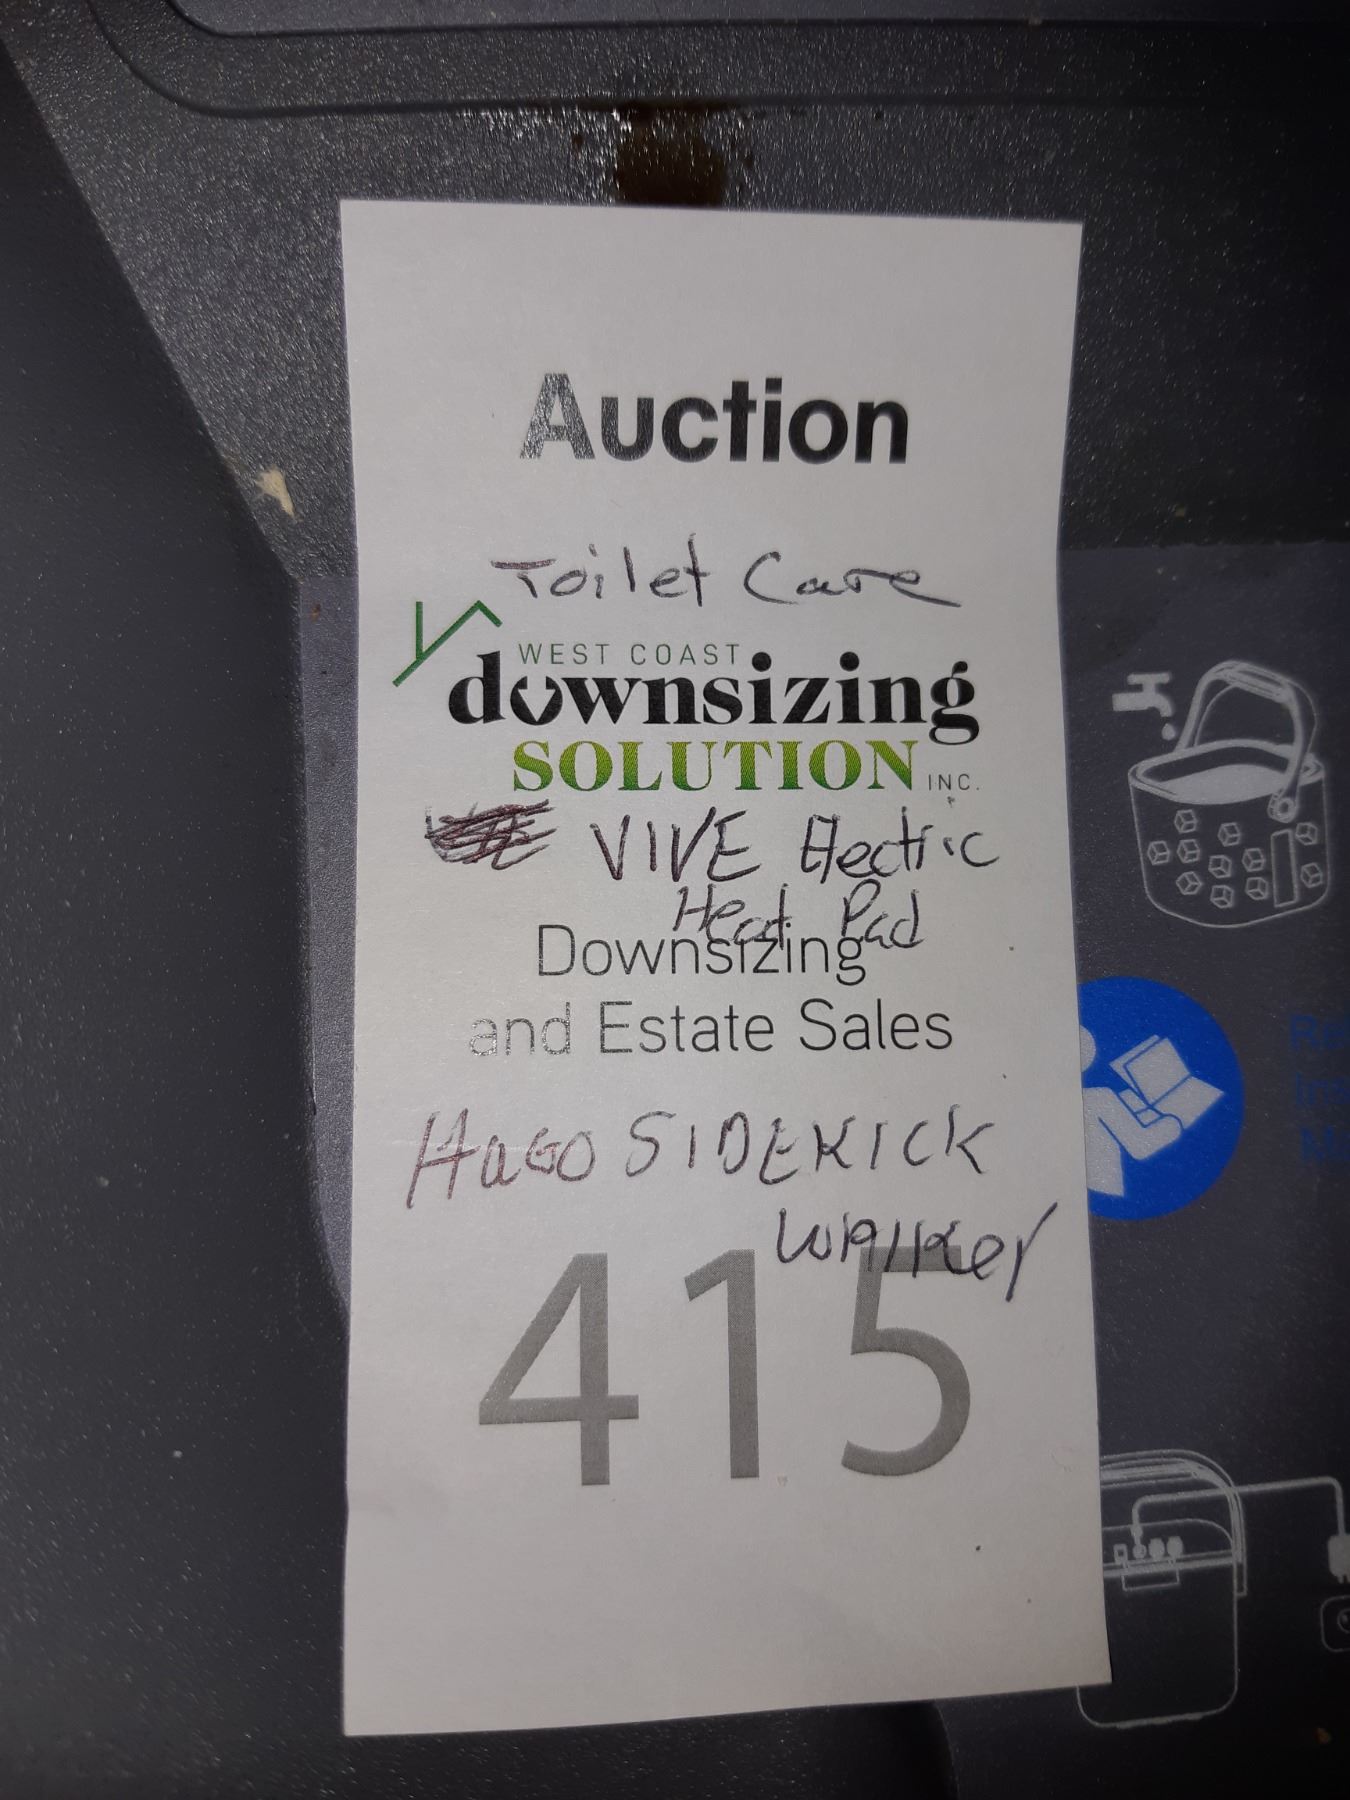 Auction
Toilet Care
WEST COAST
downsizing
SOLUTION INC.
VIVE Electric
Heat Pad
Downsizing
and Estate Sales
HuGO SIDEKICK
WAlKer
415